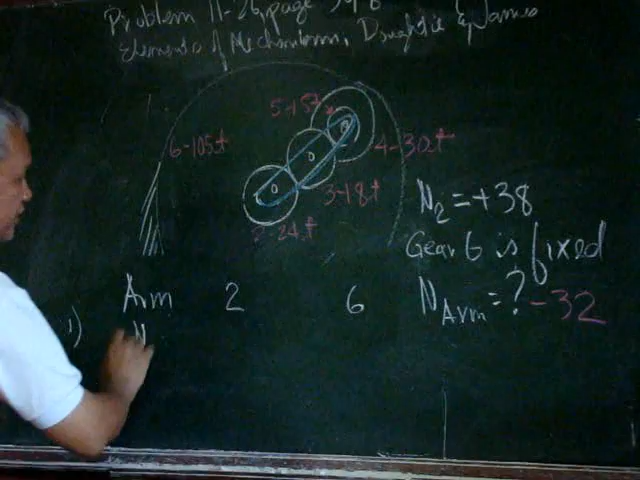 Problem 11-26, page 378
Elements of Mechanism, Doughtie & James
5-15t
6-105t
4-30t
3-18t
2-24t
N2 = +38
Gear 6 is fixed
NArm = ? -32
Arm 2 6
1) N